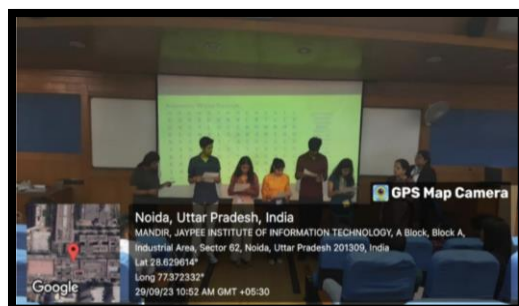 GPS Map Camera
Noida, Uttar Pradesh, India
MANDIR, JAYPEE INSTITUTE OF INFORMATION TECHNOLOGY, A Block, Block A,
Industrial Area, Sector 62, Noida, Uttar Pradesh 201309, India
Lat 28.629614°
Long 77.372332°
29/09/23 10:52 AM GMT +05:30
Google